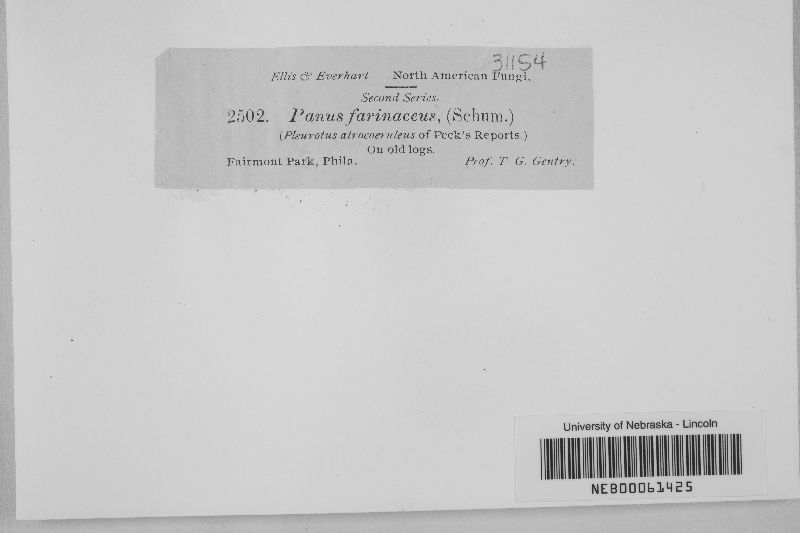 31154
Ellis & Everhart North American Fungi.
Second Series.
2502. Panus farinaceus, (Schum.)
(Pleurotus atrocoeruleus of Peck's Reports.)
On old logs.
Fairmont Park, Phila. Prof. T. G. Gentry.
University of Nebraska - Lincoln
NEB00061425